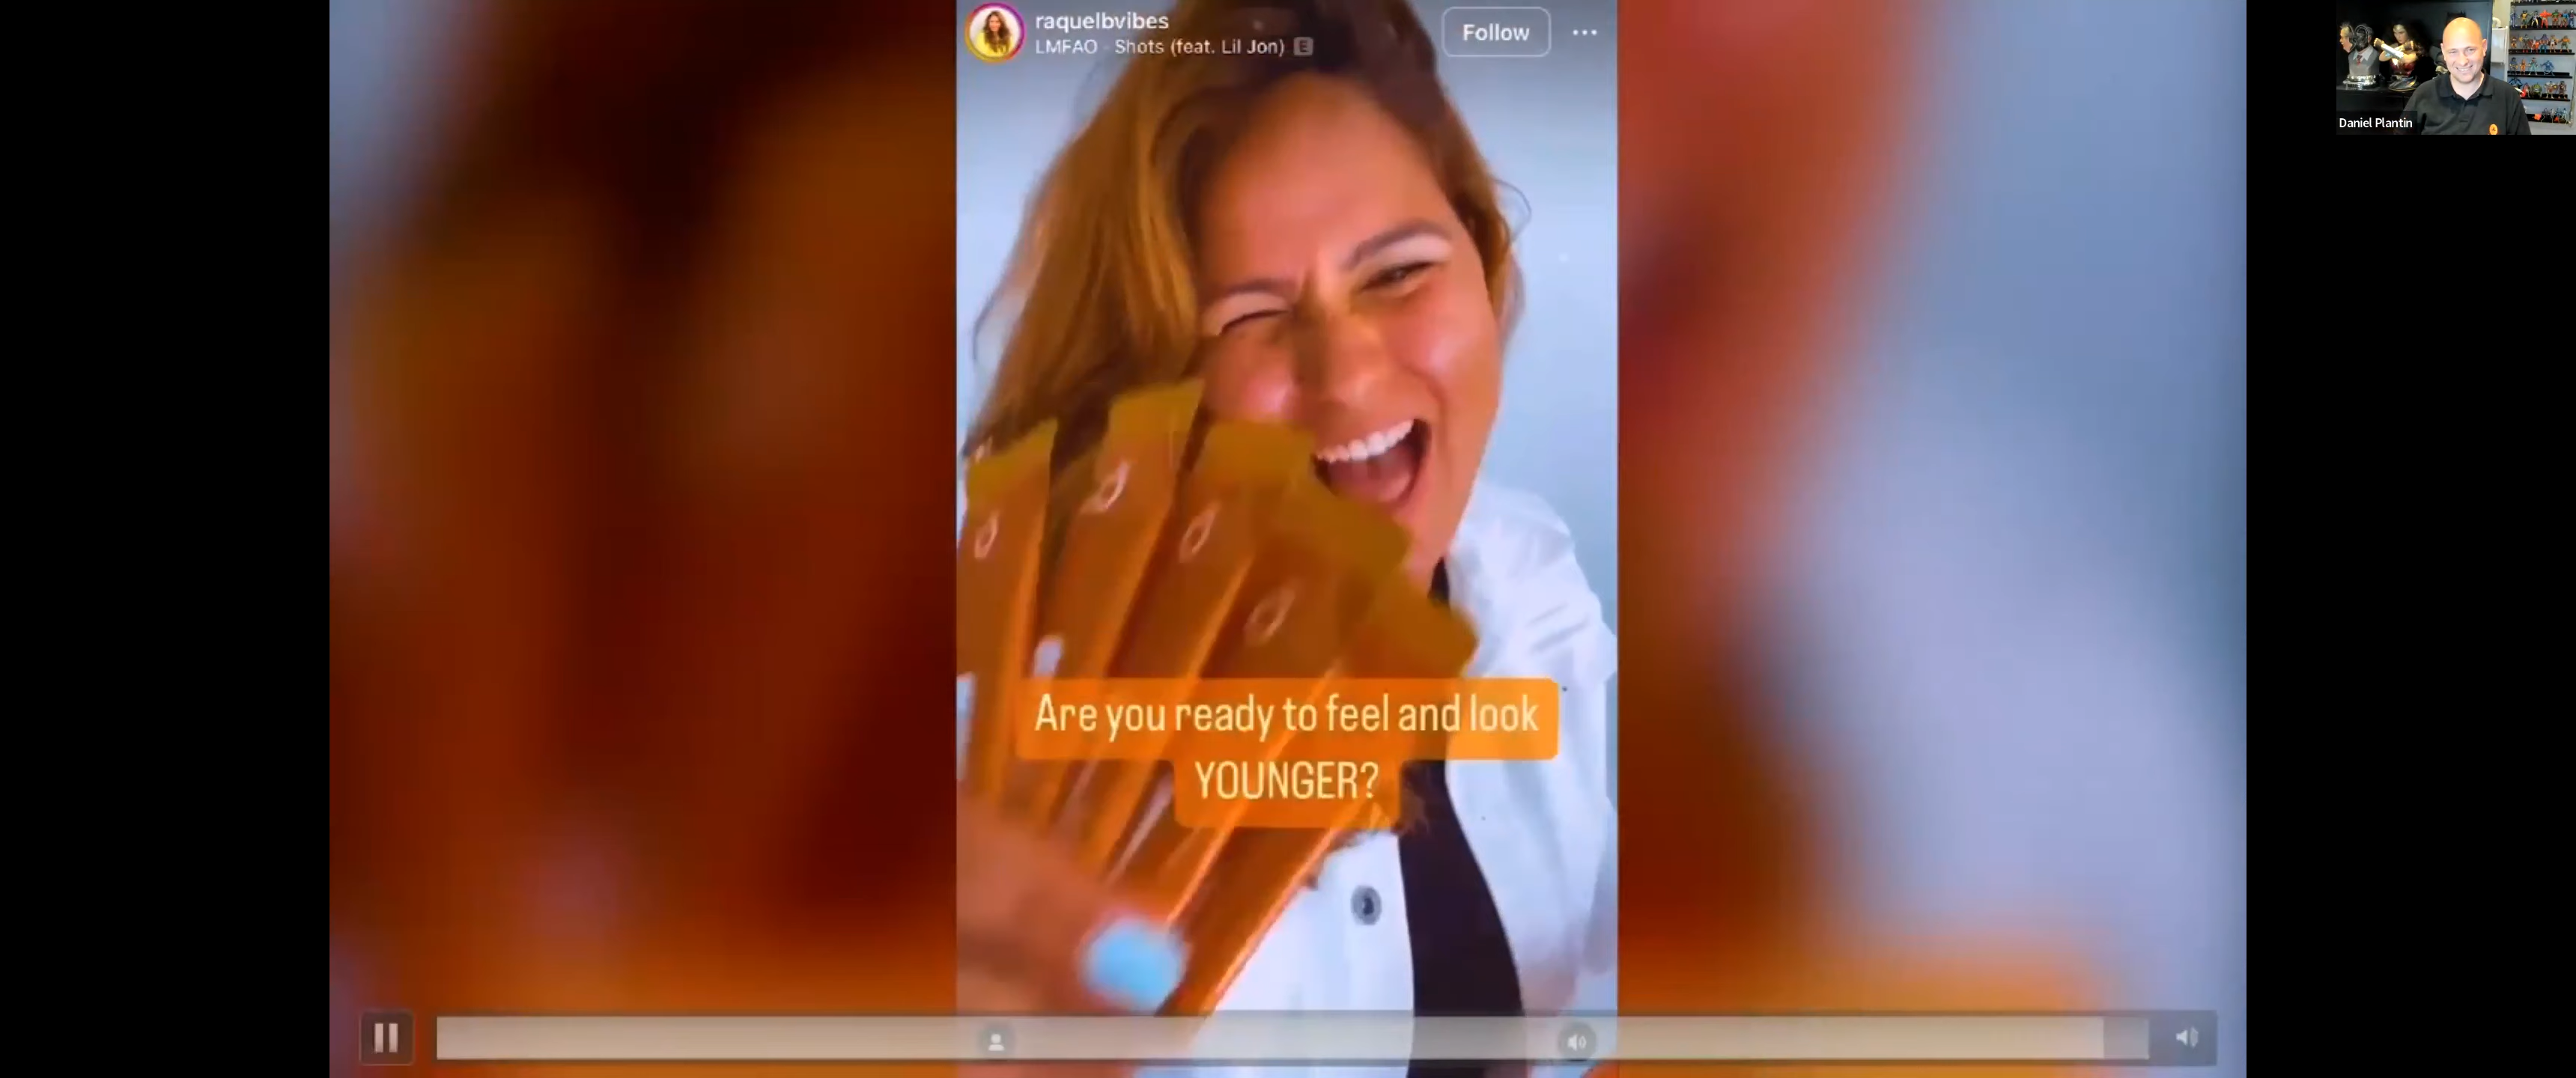 raquelbvibes
LMFAO · Shots (feat. Lil Jon) E
Follow
Daniel Plantin
Are you ready to feel and look
YOUNGER?